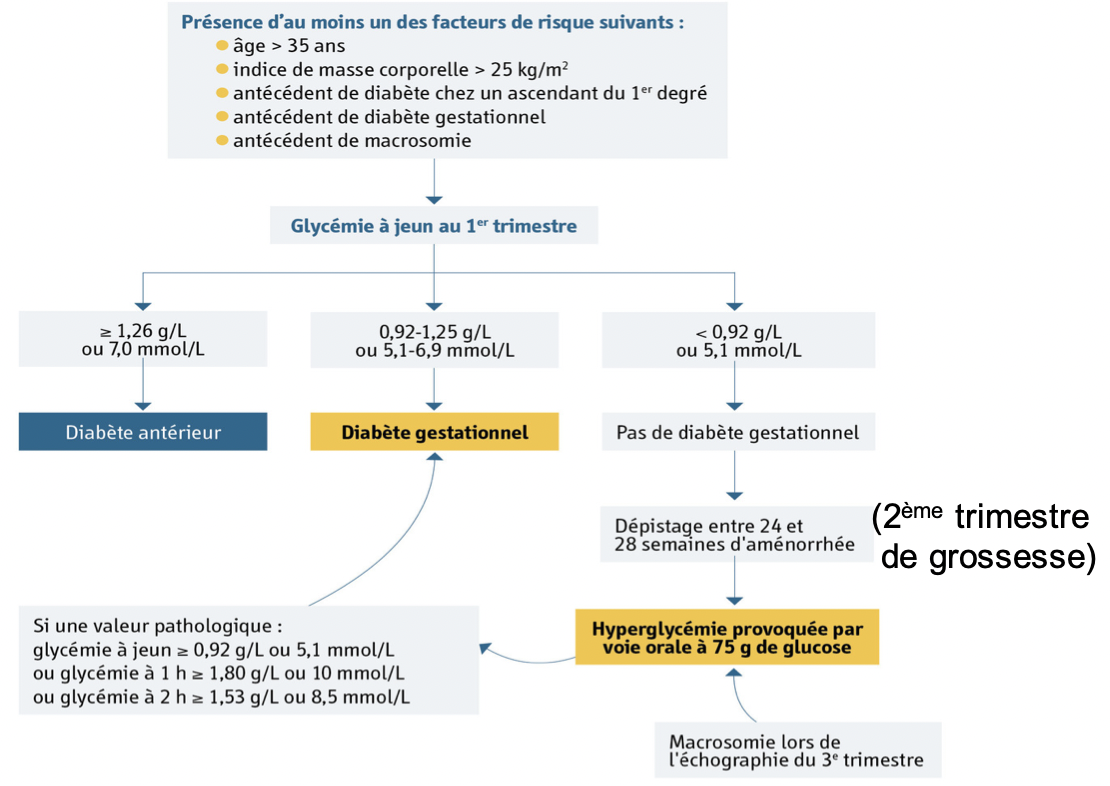 Présence d'au moins un des facteurs de risque suivants :
âge > 35 ans
indice de masse corporelle > 25 kg/m²
antécédent de diabète chez un ascendant du 1er degré
antécédent de diabète gestationnel
antécédent de macrosomie
Glycémie à jeun au 1er trimestre
≥ 1,26 g/L
ou 7,0 mmol/L
0,92-1,25 g/L
ou 5,1-6,9 mmol/L
< 0,92 g/L
ou 5,1 mmol/L
Diabète antérieur
Diabète gestationnel
Pas de diabète gestationnel
Dépistage entre 24 et
28 semaines d'aménorrhée
(2ème trimestre
de grossesse)
Hyperglycémie provoquée par
voie orale à 75 g de glucose
Si une valeur pathologique :
glycémie à jeun ≥ 0,92 g/L ou 5,1 mmol/L
ou glycémie à 1 h ≥ 1,80 g/L ou 10 mmol/L
ou glycémie à 2 h ≥ 1,53 g/L ou 8,5 mmol/L
Macrosomie lors de
l'échographie du 3e trimestre